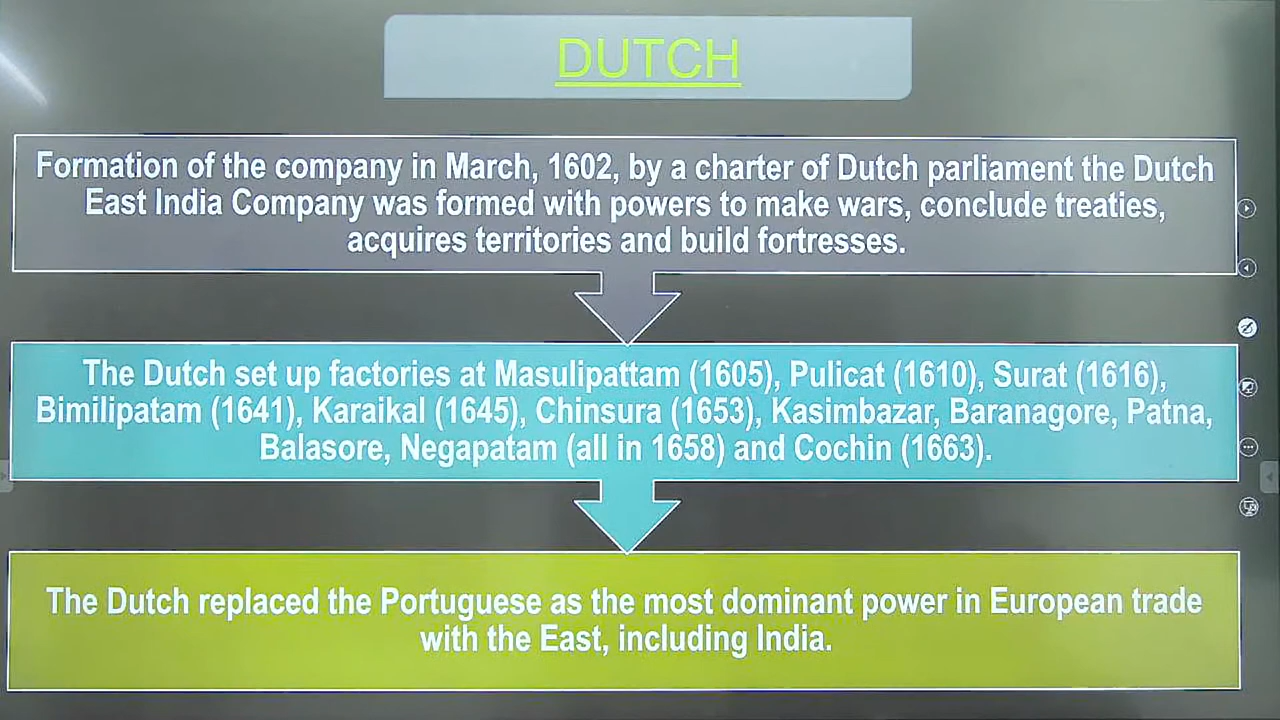 DUTCH
Formation of the company in March, 1602, by a charter of Dutch parliament the Dutch
East India Company was formed with powers to make wars, conclude treaties,
acquires territories and build fortresses.
The Dutch set up factories at Masulipattam (1605), Pulicat (1610), Surat (1616),
Bimilipatam (1641), Karaikal (1645), Chinsura (1653), Kasimbazar, Baranagore, Patna,
Balasore, Negapatam (all in 1658) and Cochin (1663).
The Dutch replaced the Portuguese as the most dominant power in European trade
with the East, including India.